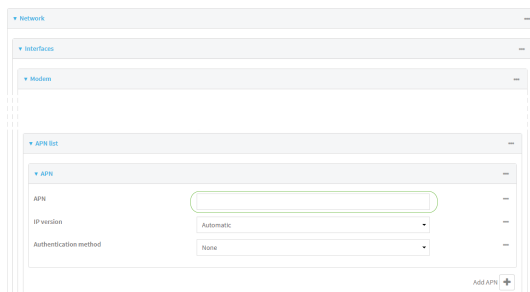 Network
Interfaces
Modem
APN list
APN
APN
IP version
Automatic
Authentication method
None
Add APN